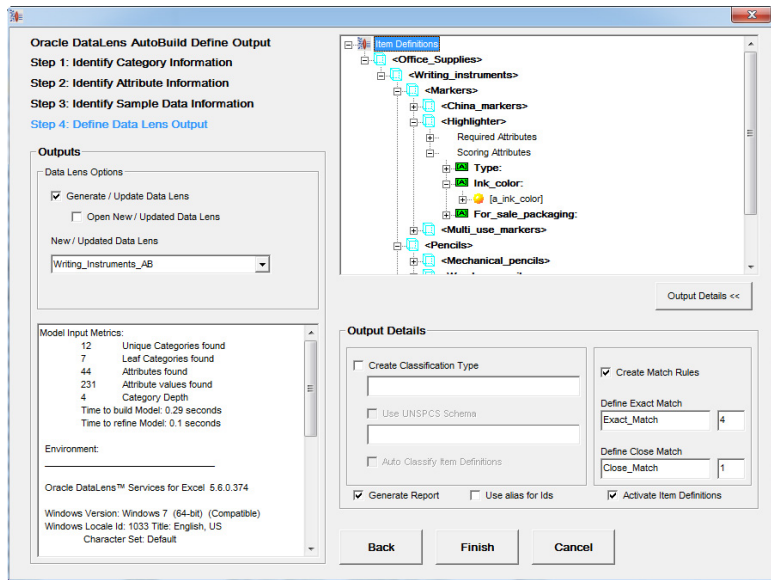 Oracle DataLens AutoBuild Define Output
Step 1: Identify Category Information
Step 2: Identify Attribute Information
Step 3: Identify Sample Data Information
Step 4: Define Data Lens Output
Outputs
Data Lens Options
Generate / Update Data Lens
Open New / Updated Data Lens
New / Updated Data Lens
Writing_Instruments_AB
Model Input Metrics:
12 Unique Categories found
7 Leaf Categories found
44 Attributes found
231 Attribute values found
4 Category Depth
Time to build Model: 0.29 seconds
Time to refine Model: 0.1 seconds
Environment:
Oracle DataLens™ Services for Excel 5.6.0.374
Windows Version: Windows 7 (64-bit) (Compatible)
Windows Locale Id: 1033 Title: English, US
Character Set: Default
Item Definitions
<Office_Supplies>
<Writing_instruments>
<Markers>
<China_markers>
<Highlighter>
Required Attributes
Scoring Attributes
[A] Type:
[A] Ink_color:
[a_ink_color]
[A] For_sale_packaging:
<Multi_use_markers>
<Pencils>
<Mechanical_pencils>
Output Details <<
Output Details
Create Classification Type
Use UNSPCS Schema
Auto Classify Item Definitions
Create Match Rules
Define Exact Match
Exact_Match 4
Define Close Match
Close_Match 1
Generate Report
Use alias for Ids
Activate Item Definitions
Back
Finish
Cancel